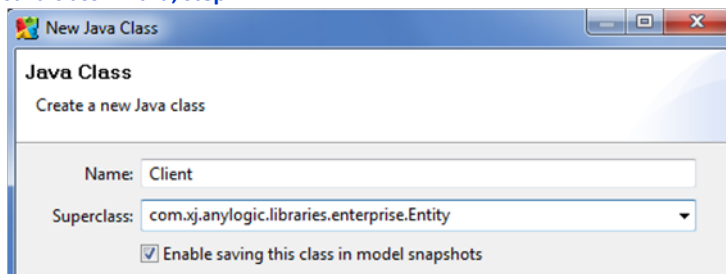 New Java Class
Java Class
Create a new Java class
Name: Client
Superclass: com.xj.anylogic.libraries.enterprise.Entity
Enable saving this class in model snapshots